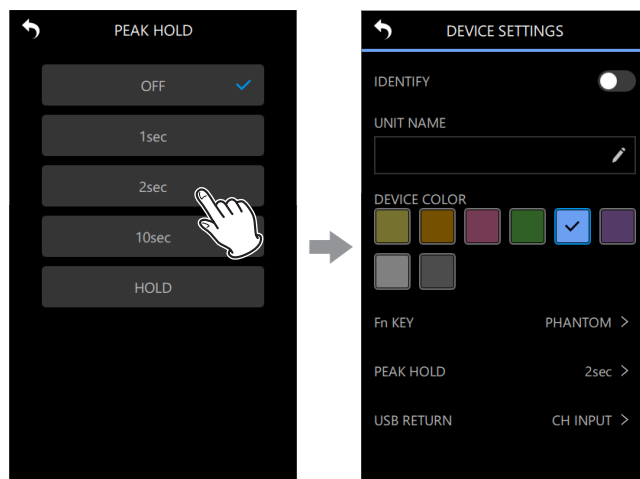 PEAK HOLD
OFF
1sec
2sec
10sec
HOLD
DEVICE SETTINGS
IDENTIFY
UNIT NAME
DEVICE COLOR
Fn KEY PHANTOM >
PEAK HOLD 2sec >
USB RETURN CH INPUT >